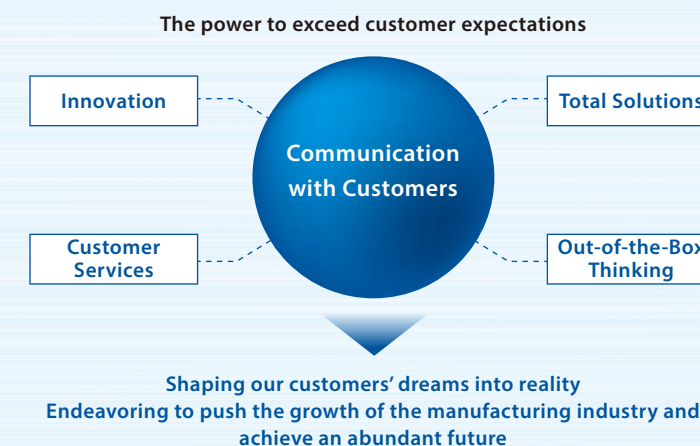 The power to exceed customer expectations
Innovation
Total Solutions
Communication
with Customers
Customer
Services
Out-of-the-Box
Thinking
Shaping our customers’ dreams into reality
Endeavoring to push the growth of the manufacturing industry and
achieve an abundant future